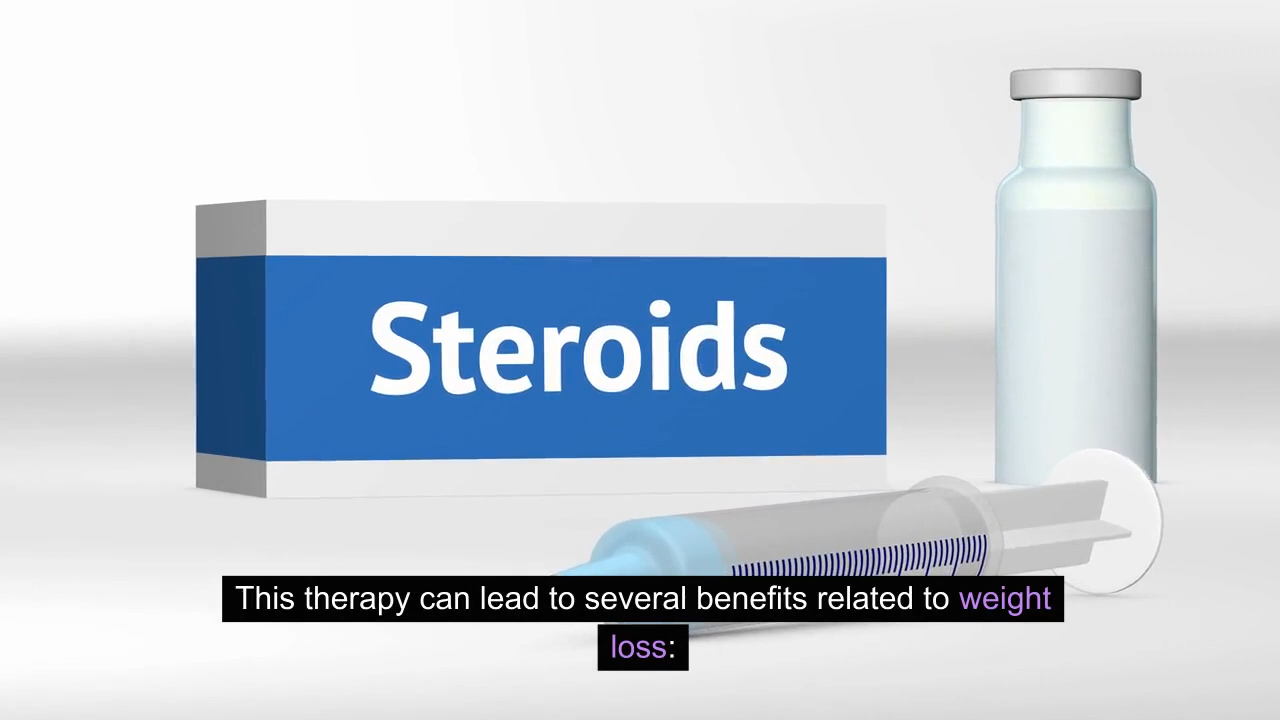 Steroids
This therapy can lead to several benefits related to weight
loss: